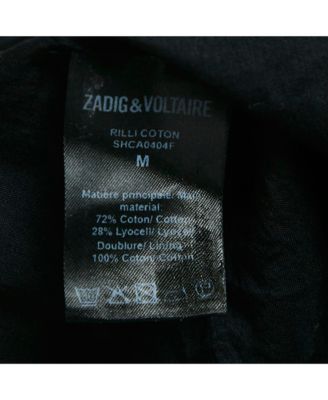 ZADIG&VOLTAIRE
RILLI COTON
SHCA0404F
M
Matière principale/ Main
material:
72% Coton/ Cotton
28% Lyocell/ Lyocell
Doublure/ Lining
100% Coton/ Cotton